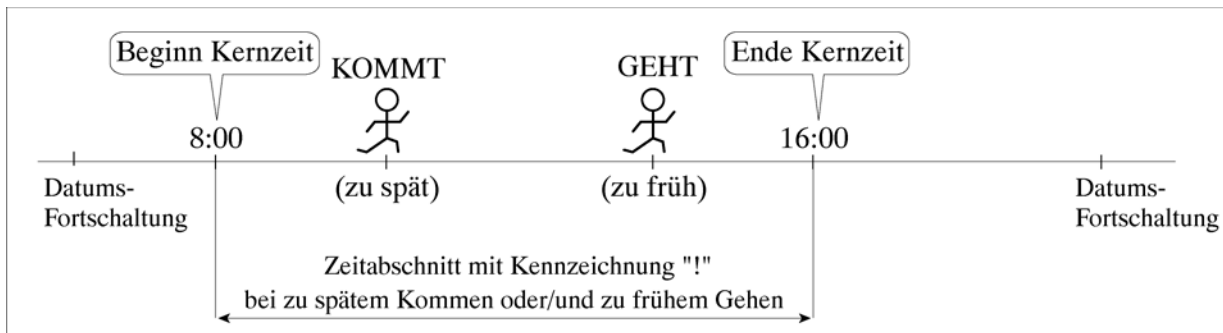 Beginn Kernzeit
KOMMT
GEHT
Ende Kernzeit
8:00
16:00
Datums-
Fortschaltung
(zu spät)
(zu früh)
Datums-
Fortschaltung
Zeitabschnitt mit Kennzeichnung "!"
bei zu spätem Kommen oder/und zu frühem Gehen